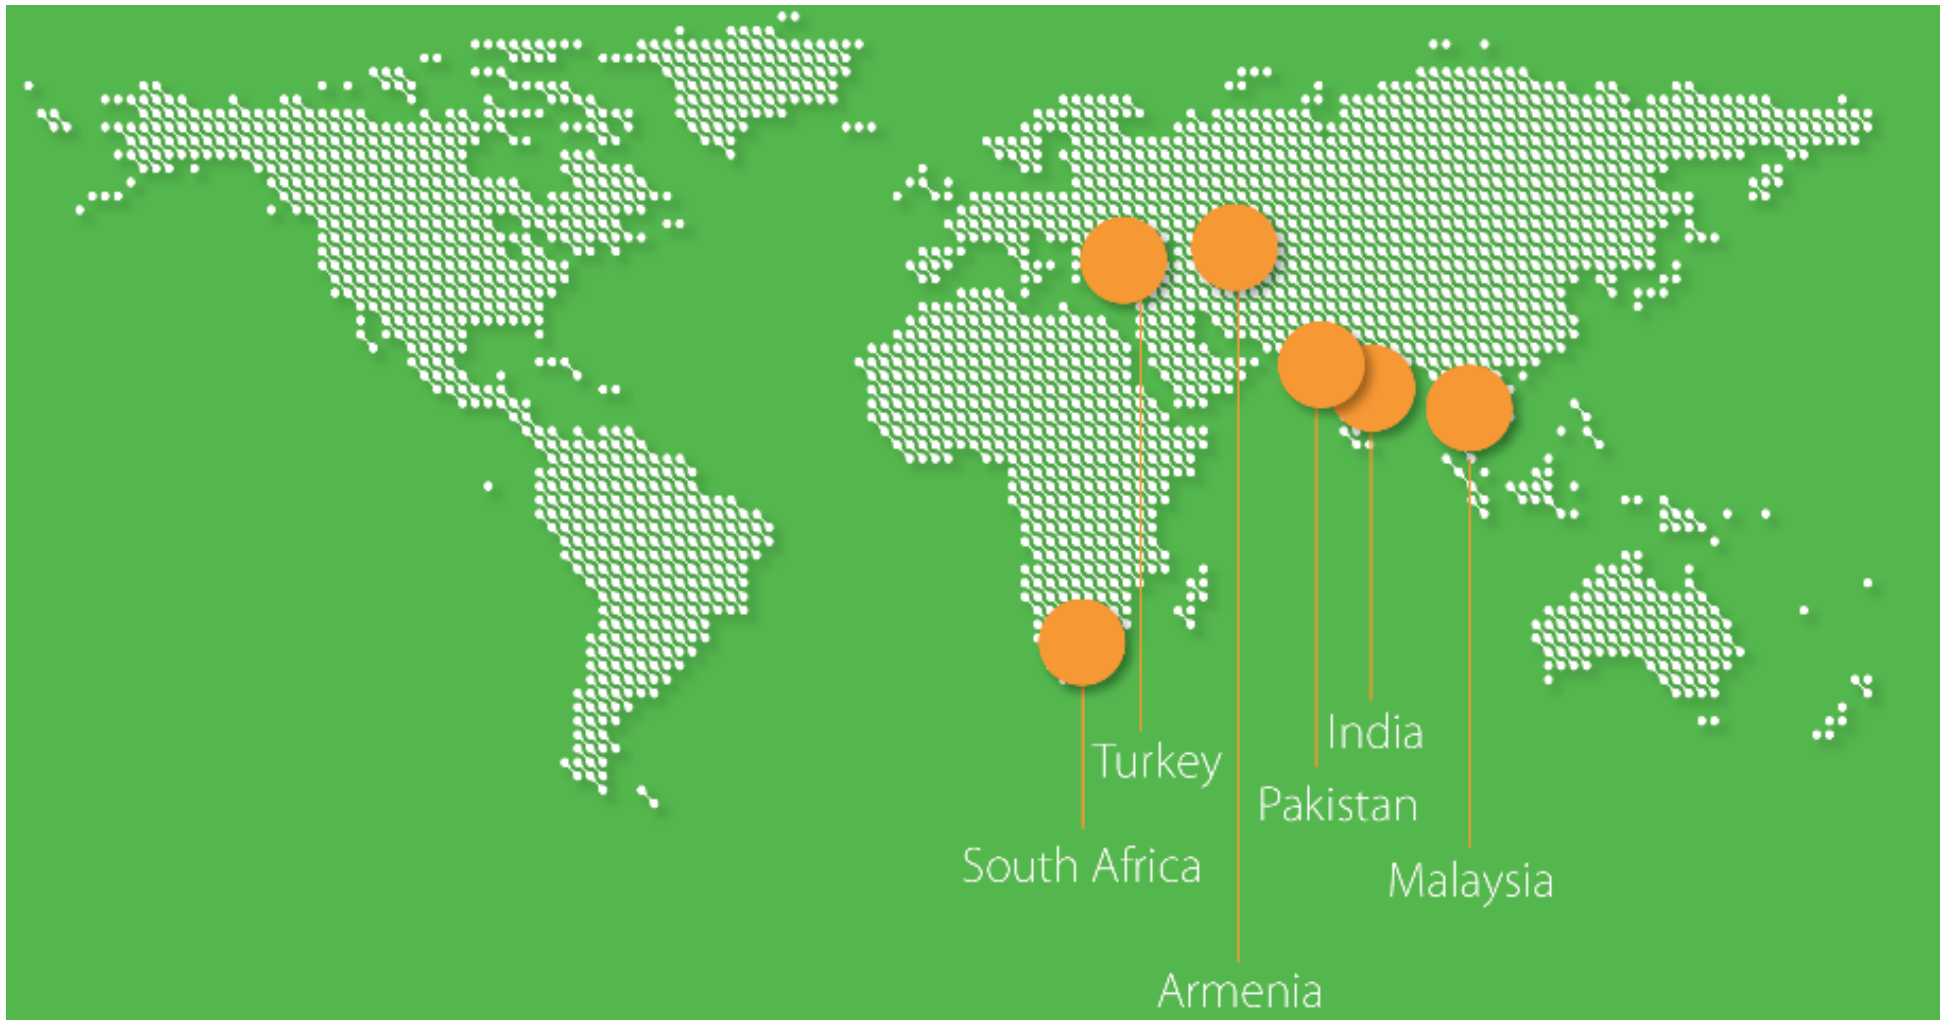 India
Turkey
Pakistan
South Africa
Malaysia
Armenia